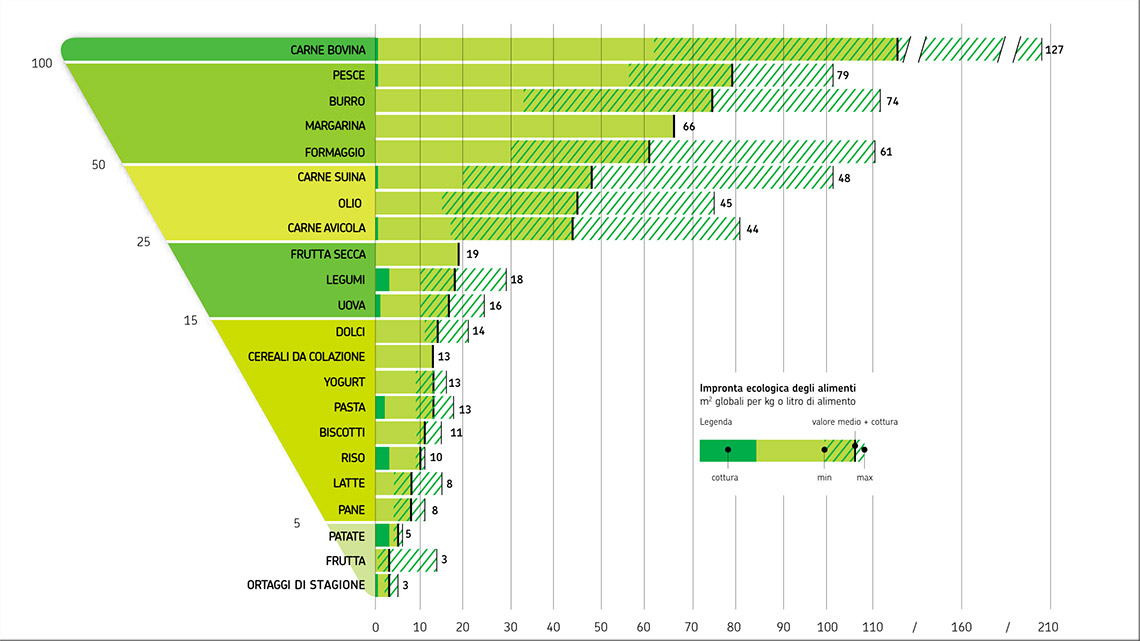 CARNE BOVINA 127
100
PESCE 79
BURRO 74
MARGARINA 66
FORMAGGIO 61
50
CARNE SUINA 48
OLIO 45
CARNE AVICOLA 44
25
FRUTTA SECCA 19
LEGUMI 18
UOVA 16
15
DOLCI 14
CEREALI DA COLAZIONE 13
YOGURT 13
PASTA 13
BISCOTTI 11
RISO 10
LATTE 8
PANE 8
5
PATATE 5
FRUTTA 3
ORTAGGI DI STAGIONE 3
0 10 20 30 40 50 60 70 80 90 100 110 / 160 / 210
Impronta ecologica degli alimenti
m² globali per kg o litro di alimento
Legenda valore medio + cottura
cottura min max